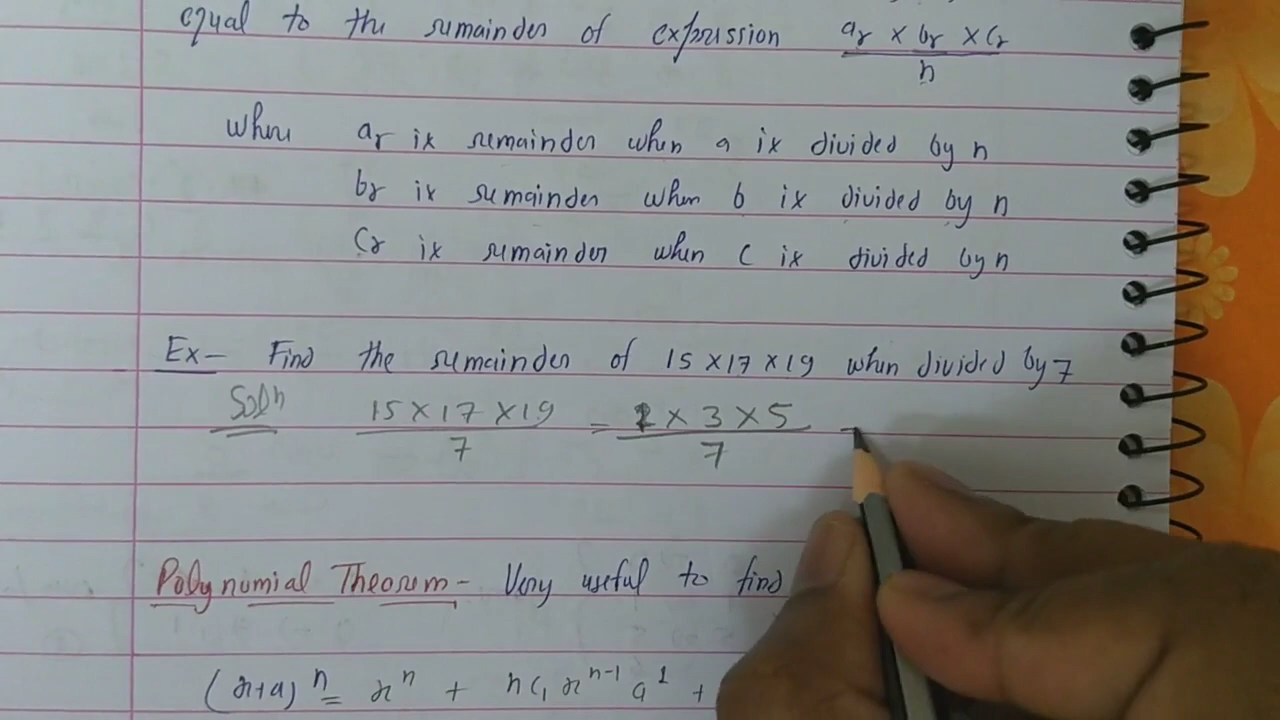 equal to the remainder of expression ar × br × Cr / n
where ar is remainder when a is divided by n
br is remainder when b is divided by n
Cr is remainder when C is divided by n
Ex- Find the remainder of 15×17×19 when divided by 7
Soln 15×17×19 / 7 = 1×3×5 / 7
Polynomial Theorem- Very useful to find
(x+a)^n = x^n + nC1 x^n-1 a^1 +